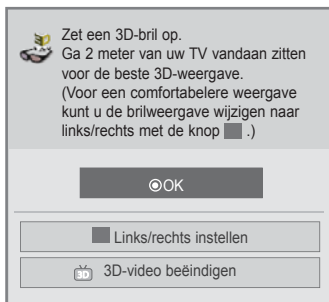 Zet een 3D-bril op.
Ga 2 meter van uw TV vandaan zitten
voor de beste 3D-weergave.
(Voor een comfortabelere weergave
kunt u de brilweergave wijzigen naar
links/rechts met de knop .)
OK
Links/rechts instellen
3D 3D-video beëindigen